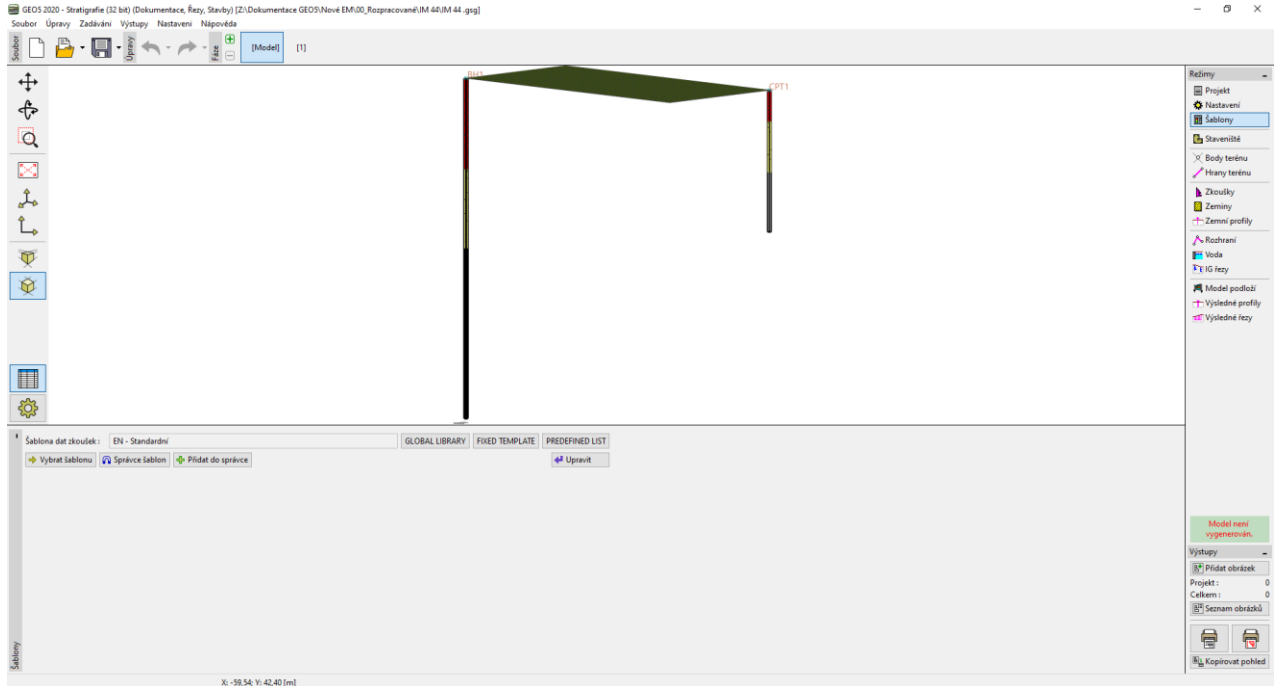 GEO5 2020 - Stratigrafie (32 bit) (Dokumentace, Řezy, Stavby) [Z:\Dokumentace GEO5\Nové EM\00_Rozpracované\IM 44\IM 44 .gsg]
Soubor Úpravy Zadávání Výstupy Nastavení Nápověda
Soubor
Úpravy
Fáze
[Model] [1]
BH1
CPT1
Režimy
Projekt
Nastavení
Šablony
Staveniště
Body terénu
Hrany terénu
Zkoušky
Zeminy
Zemní profily
Rozhraní
Voda
IG řezy
Model podloží
Výsledné profily
Výsledné řezy
Šablona dat zkoušek : EN - Standardní GLOBAL LIBRARY FIXED TEMPLATE PREDEFINED LIST
Vybrat šablonu Správce šablon Přidat do správce Upravit
Šablony
Model není
vygenerován.
Výstupy
Přidat obrázek
Projekt : 0
Celkem : 0
Seznam obrázků
Kopírovat pohled
X: -59,54; Y: 42,40 [m]